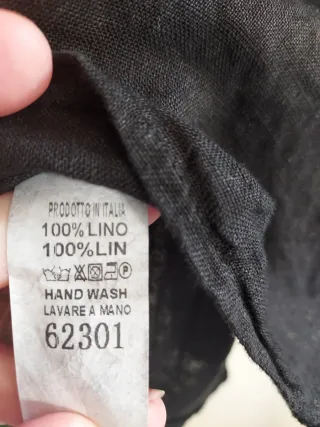 PRODOTTO IN ITALIA
100% LINO
100% LIN
P
HAND WASH
LAVARE A MANO
62301